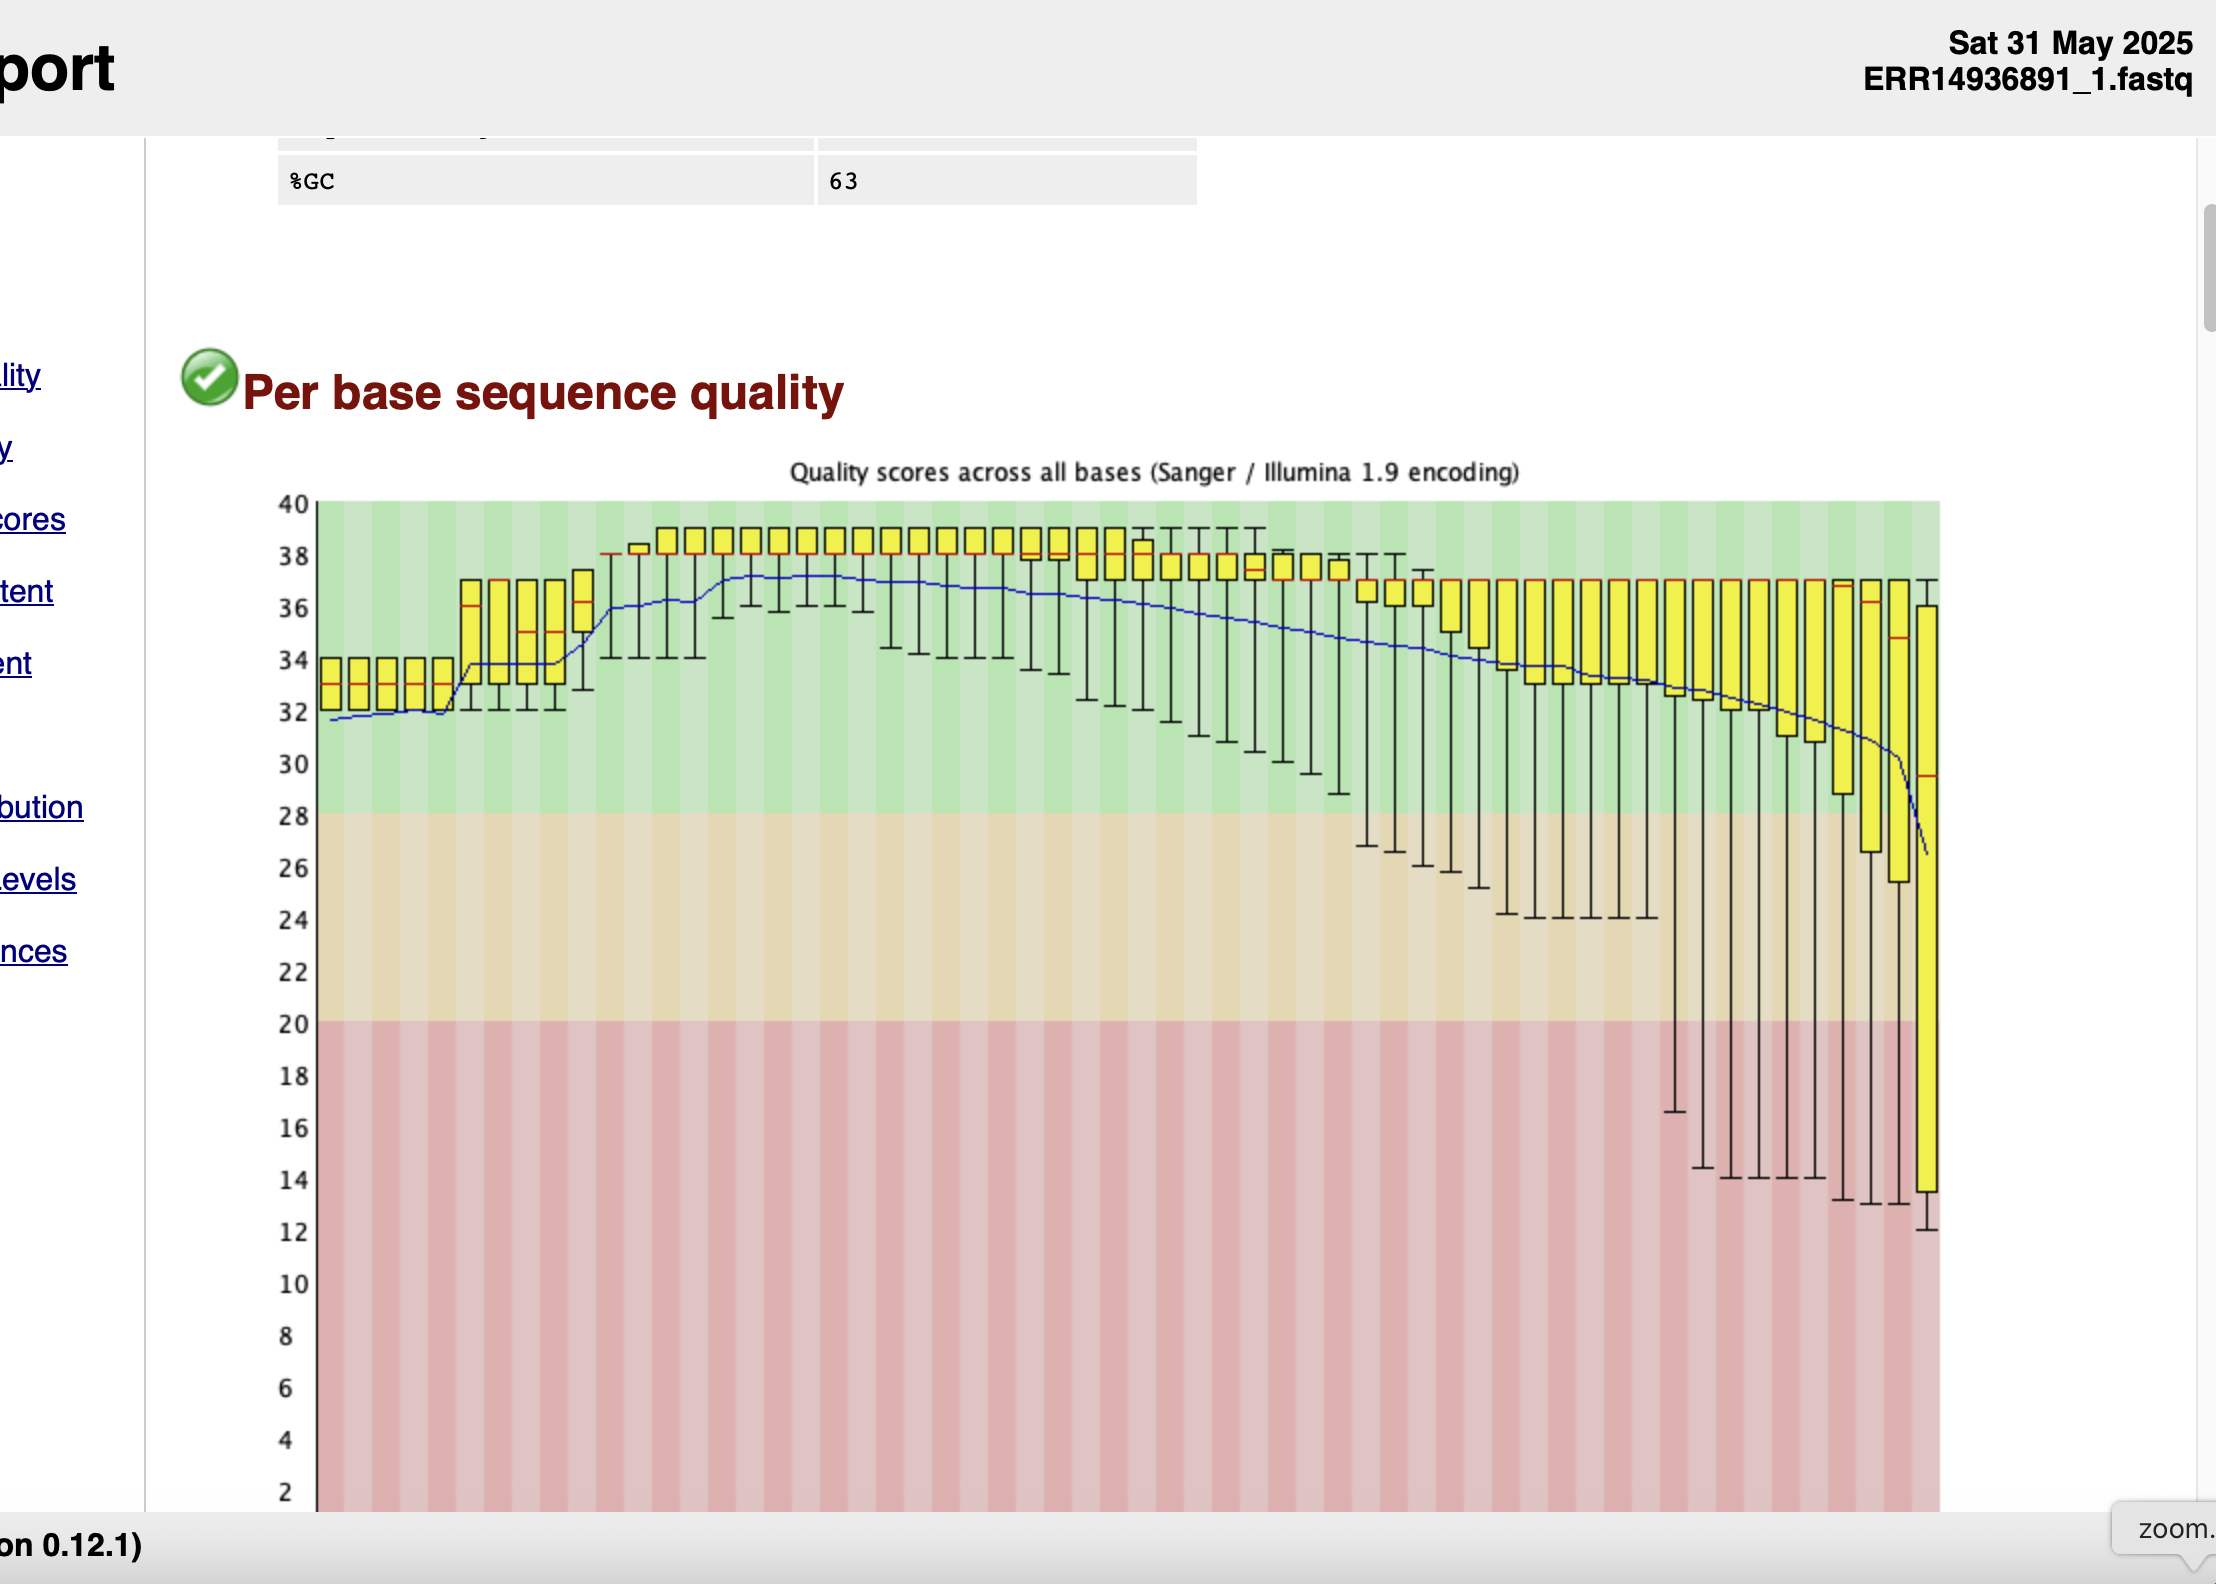 port
Sat 31 May 2025
ERR14936891_1.fastq
%GC 63
lity
y
cores
tent
ent
bution
Levels
nces
Per base sequence quality
Quality scores across all bases (Sanger / Illumina 1.9 encoding)
40
38
36
34
32
30
28
26
24
22
20
18
16
14
12
10
8
6
4
2
on 0.12.1)
zoom.